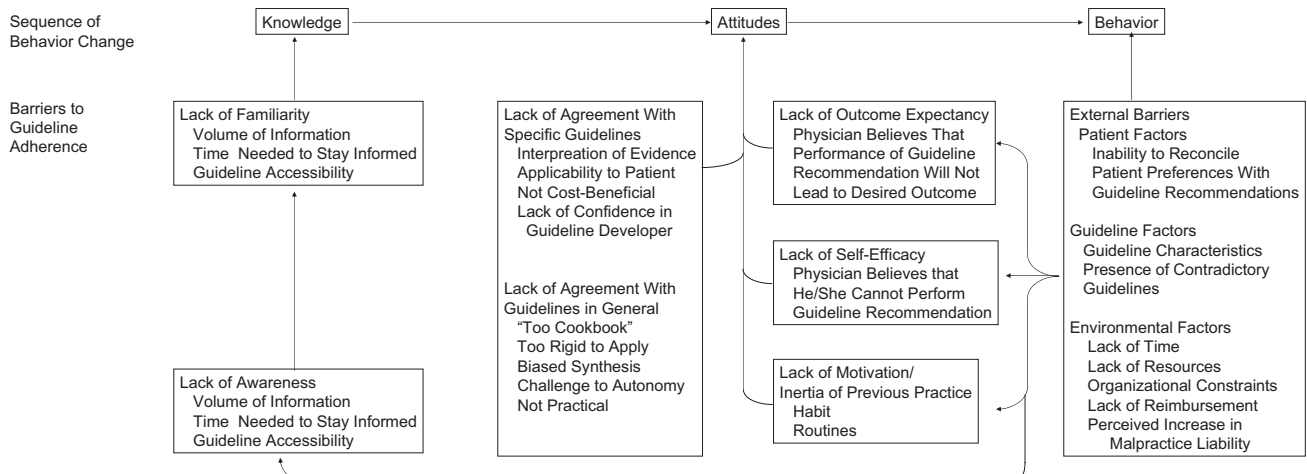 Sequence of
Behavior Change
Knowledge
Attitudes
Behavior
Barriers to
Guideline
Adherence
Lack of Familiarity
Volume of Information
Time Needed to Stay Informed
Guideline Accessibility
Lack of Awareness
Volume of Information
Time Needed to Stay Informed
Guideline Accessibility
Lack of Agreement With
Specific Guidelines
Interpreation of Evidence
Applicability to Patient
Not Cost-Beneficial
Lack of Confidence in
Guideline Developer
Lack of Agreement With
Guidelines in General
“Too Cookbook”
Too Rigid to Apply
Biased Synthesis
Challenge to Autonomy
Not Practical
Lack of Outcome Expectancy
Physician Believes That
Performance of Guideline
Recommendation Will Not
Lead to Desired Outcome
Lack of Self-Efficacy
Physician Believes that
He/She Cannot Perform
Guideline Recommendation
Lack of Motivation/
Inertia of Previous Practice
Habit
Routines
External Barriers
Patient Factors
Inability to Reconcile
Patient Preferences With
Guideline Recommendations
Guideline Factors
Guideline Characteristics
Presence of Contradictory
Guidelines
Environmental Factors
Lack of Time
Lack of Resources
Organizational Constraints
Lack of Reimbursement
Perceived Increase in
Malpractice Liability